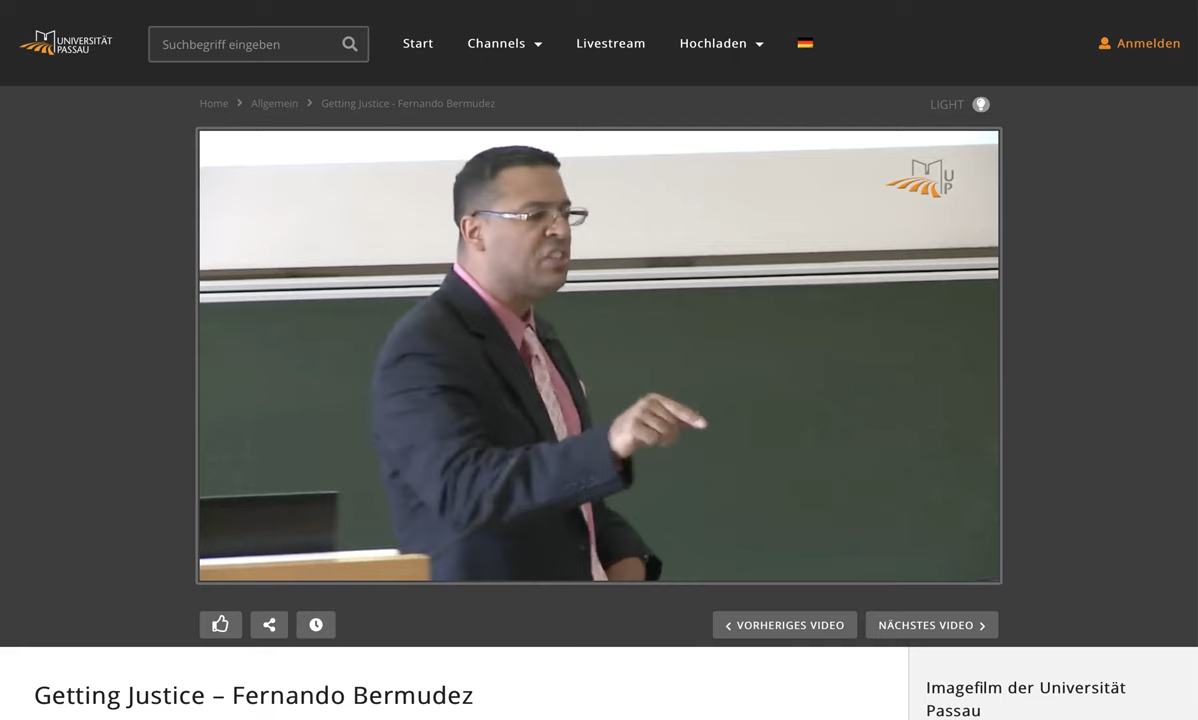 UNIVERSITÄT
PASSAU
Suchbegriff eingeben
Start
Channels
Livestream
Hochladen
Anmelden
Home > Allgemein > Getting Justice - Fernando Bermudez
LIGHT
U
P
VORHERIGES VIDEO
NÄCHSTES VIDEO
Getting Justice – Fernando Bermudez
Imagefilm der Universität
Passau